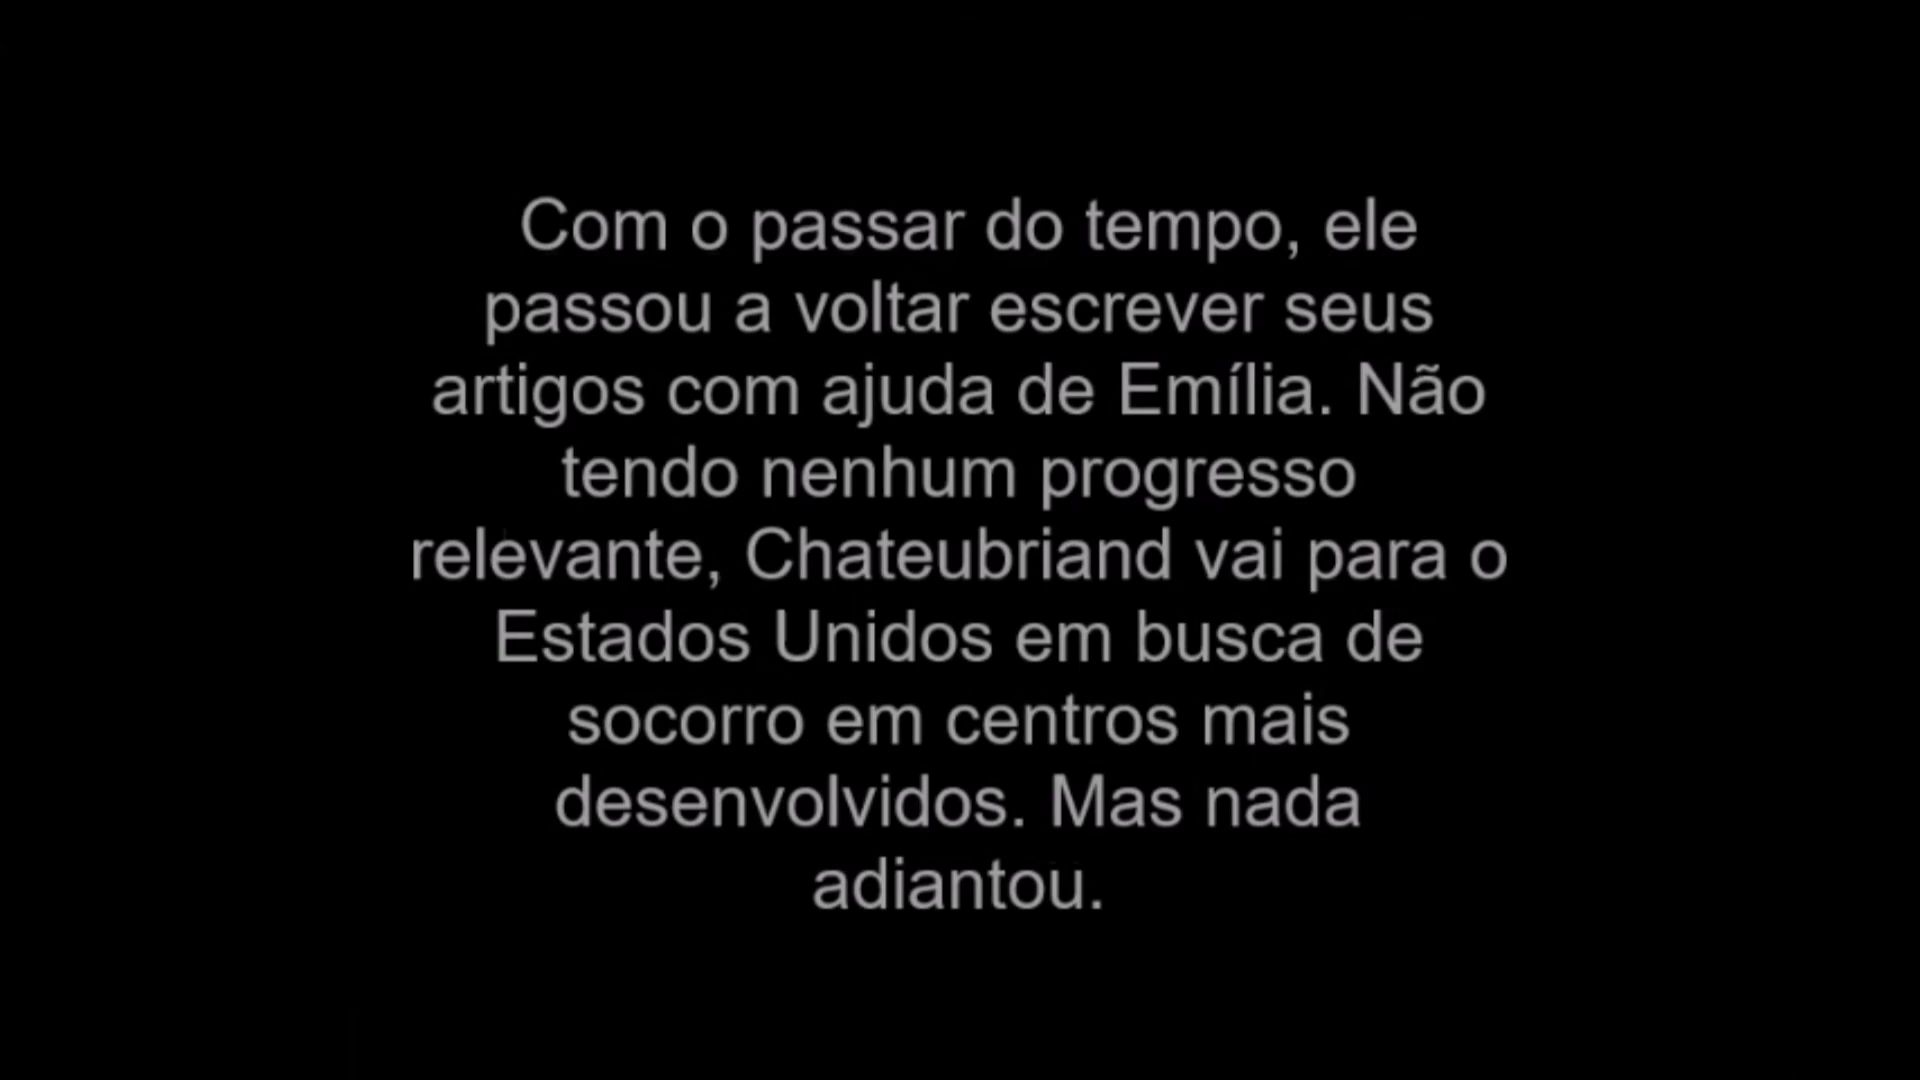 Com o passar do tempo, ele
passou a voltar escrever seus
artigos com ajuda de Emília. Não
tendo nenhum progresso
relevante, Chateubriand vai para o
Estados Unidos em busca de
socorro em centros mais
desenvolvidos. Mas nada
adiantou.